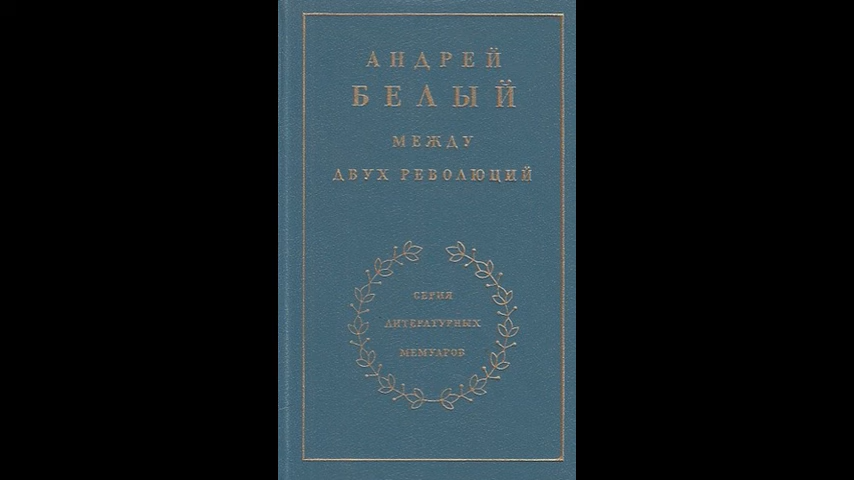 АНДРЕЙ
БЕЛЫЙ
МЕЖДУ
ДВУХ РЕВОЛЮЦИЙ
СЕРИЯ
ЛИТЕРАТУРНЫХ
МЕМУАРОВ